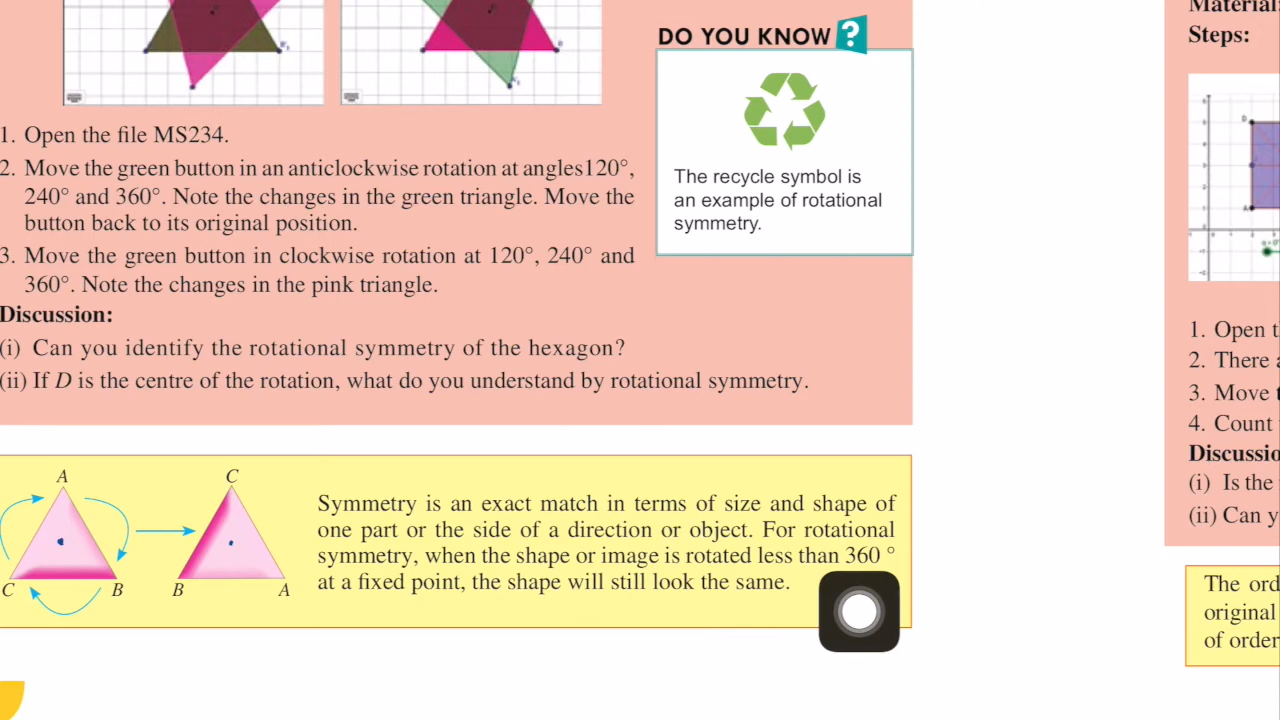 1. Open the file MS234.
2. Move the green button in an anticlockwise rotation at angles120°,
240° and 360°. Note the changes in the green triangle. Move the
button back to its original position.
3. Move the green button in clockwise rotation at 120°, 240° and
360°. Note the changes in the pink triangle.
Discussion:
(i) Can you identify the rotational symmetry of the hexagon?
(ii) If D is the centre of the rotation, what do you understand by rotational symmetry.
DO YOU KNOW ?
The recycle symbol is
an example of rotational
symmetry.
A
C
B
C
B
A
Symmetry is an exact match in terms of size and shape of
one part or the side of a direction or object. For rotational
symmetry, when the shape or image is rotated less than 360 °
at a fixed point, the shape will still look the same.
Material
Steps:
1. Open
2. There
3. Move
4. Count
(i) Is the
(ii) Can
The
original
of order